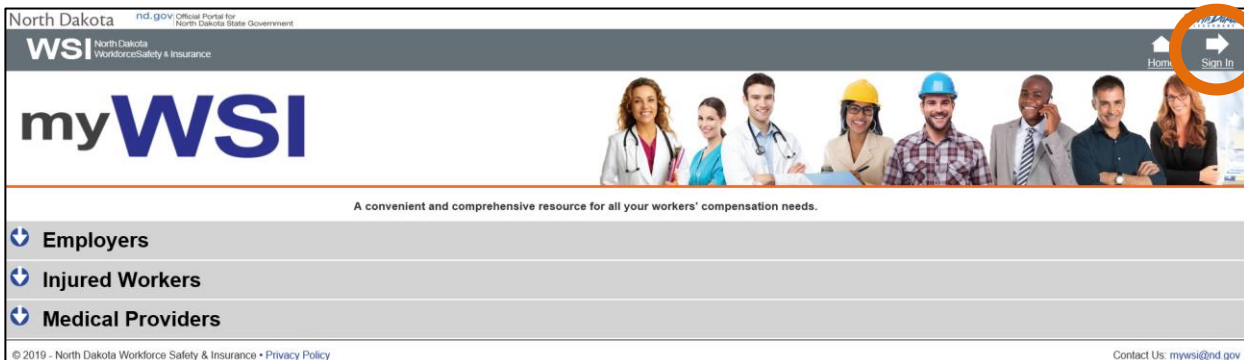 North Dakota nd.gov Official Portal for
North Dakota State Government
WSI North Dakota
WorkforceSafety & Insurance
Home Sign In
myWSI
A convenient and comprehensive resource for all your workers' compensation needs.
Employers
Injured Workers
Medical Providers
© 2019 - North Dakota Workforce Safety & Insurance • Privacy Policy Contact Us: mywsi@nd.gov